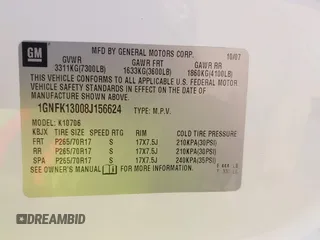 GM
MFD BY GENERAL MOTORS CORP. 10/07
GVWR GAWR FRT GAWR RR
3311KG(7300LB) 1633KG(3600LB) 1860KG(4100LB)
THIS VEHICLE CONFORMS TO ALL APPLICABLE U.S. FEDERAL MOTOR
VEHICLE SAFETY STANDARDS IN EFFECT ON THE DATE OF
MANUFACTURE SHOWN ABOVE.
1GNFK13008J156624 TYPE: M.P.V.
MODEL: K10706
KBJX TIRE SIZE SPEED RTG RIM COLD TIRE PRESSURE
FRT P265/70R17 S 17X7.5J 210KPA(30PSI)
RR P265/70R17 S 17X7.5J 210KPA(30PSI)
SPA P265/70R17 S 17X7.5J 240KPA(35PSI)
SEE OWNER'S MANUAL FOR MORE INFORMATION.
DREAMBID